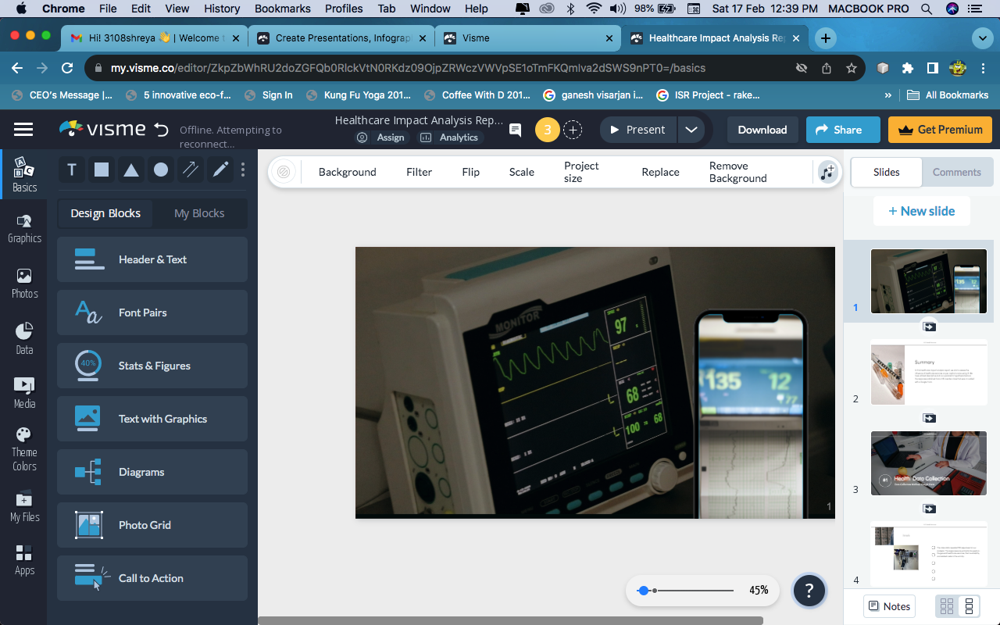 Chrome File Edit View History Bookmarks Profiles Tab Window Help 98% Sat 17 Feb 12:39 PM MACBOOK PRO
Hi! 3108shreya 👋 | Welcome t
Create Presentations, Infograp
Visme
Healthcare Impact Analysis Rep
my.visme.co/editor/ZkpZbWhRU2doZGFQb0RlckVtN0RKdz09OjpZRWczVWVpSE1oTmFKQmlva2dSWS9nPT0=/basics
CEO's Message |...
5 innovative eco-f...
Sign In
Kung Fu Yoga 201...
Coffee With D 201...
ganesh visarjan i...
ISR Project - rake...
»
All Bookmarks
visme
Offline. Attempting to
reconnect...
Healthcare Impact Analysis Rep...
Assign
Analytics
3
Present
Download
Share
Get Premium
Basics
Graphics
Photos
Data
Media
Theme
Colors
My Files
Apps
T
Design Blocks
My Blocks
Header & Text
Aa
Font Pairs
40%
Stats & Figures
Text with Graphics
Diagrams
Photo Grid
Call to Action
Background
Filter
Flip
Scale
Project
size
Replace
Remove
Background
MONITOR
97
68
100 68
135 12
77
1
45%
?
Slides
Comments
+ New slide
1
2
Summary
3
#1
Health Data Collection
4
Notes